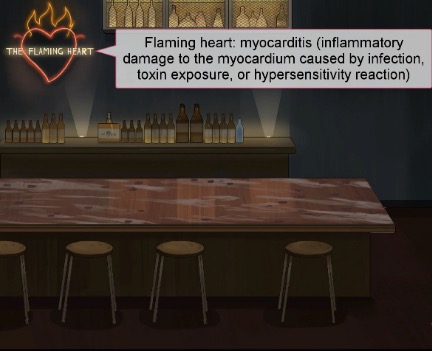 THE FLAMING HEART
Flaming heart: myocarditis (inflammatory
damage to the myocardium caused by infection,
toxin exposure, or hypersensitivity reaction)